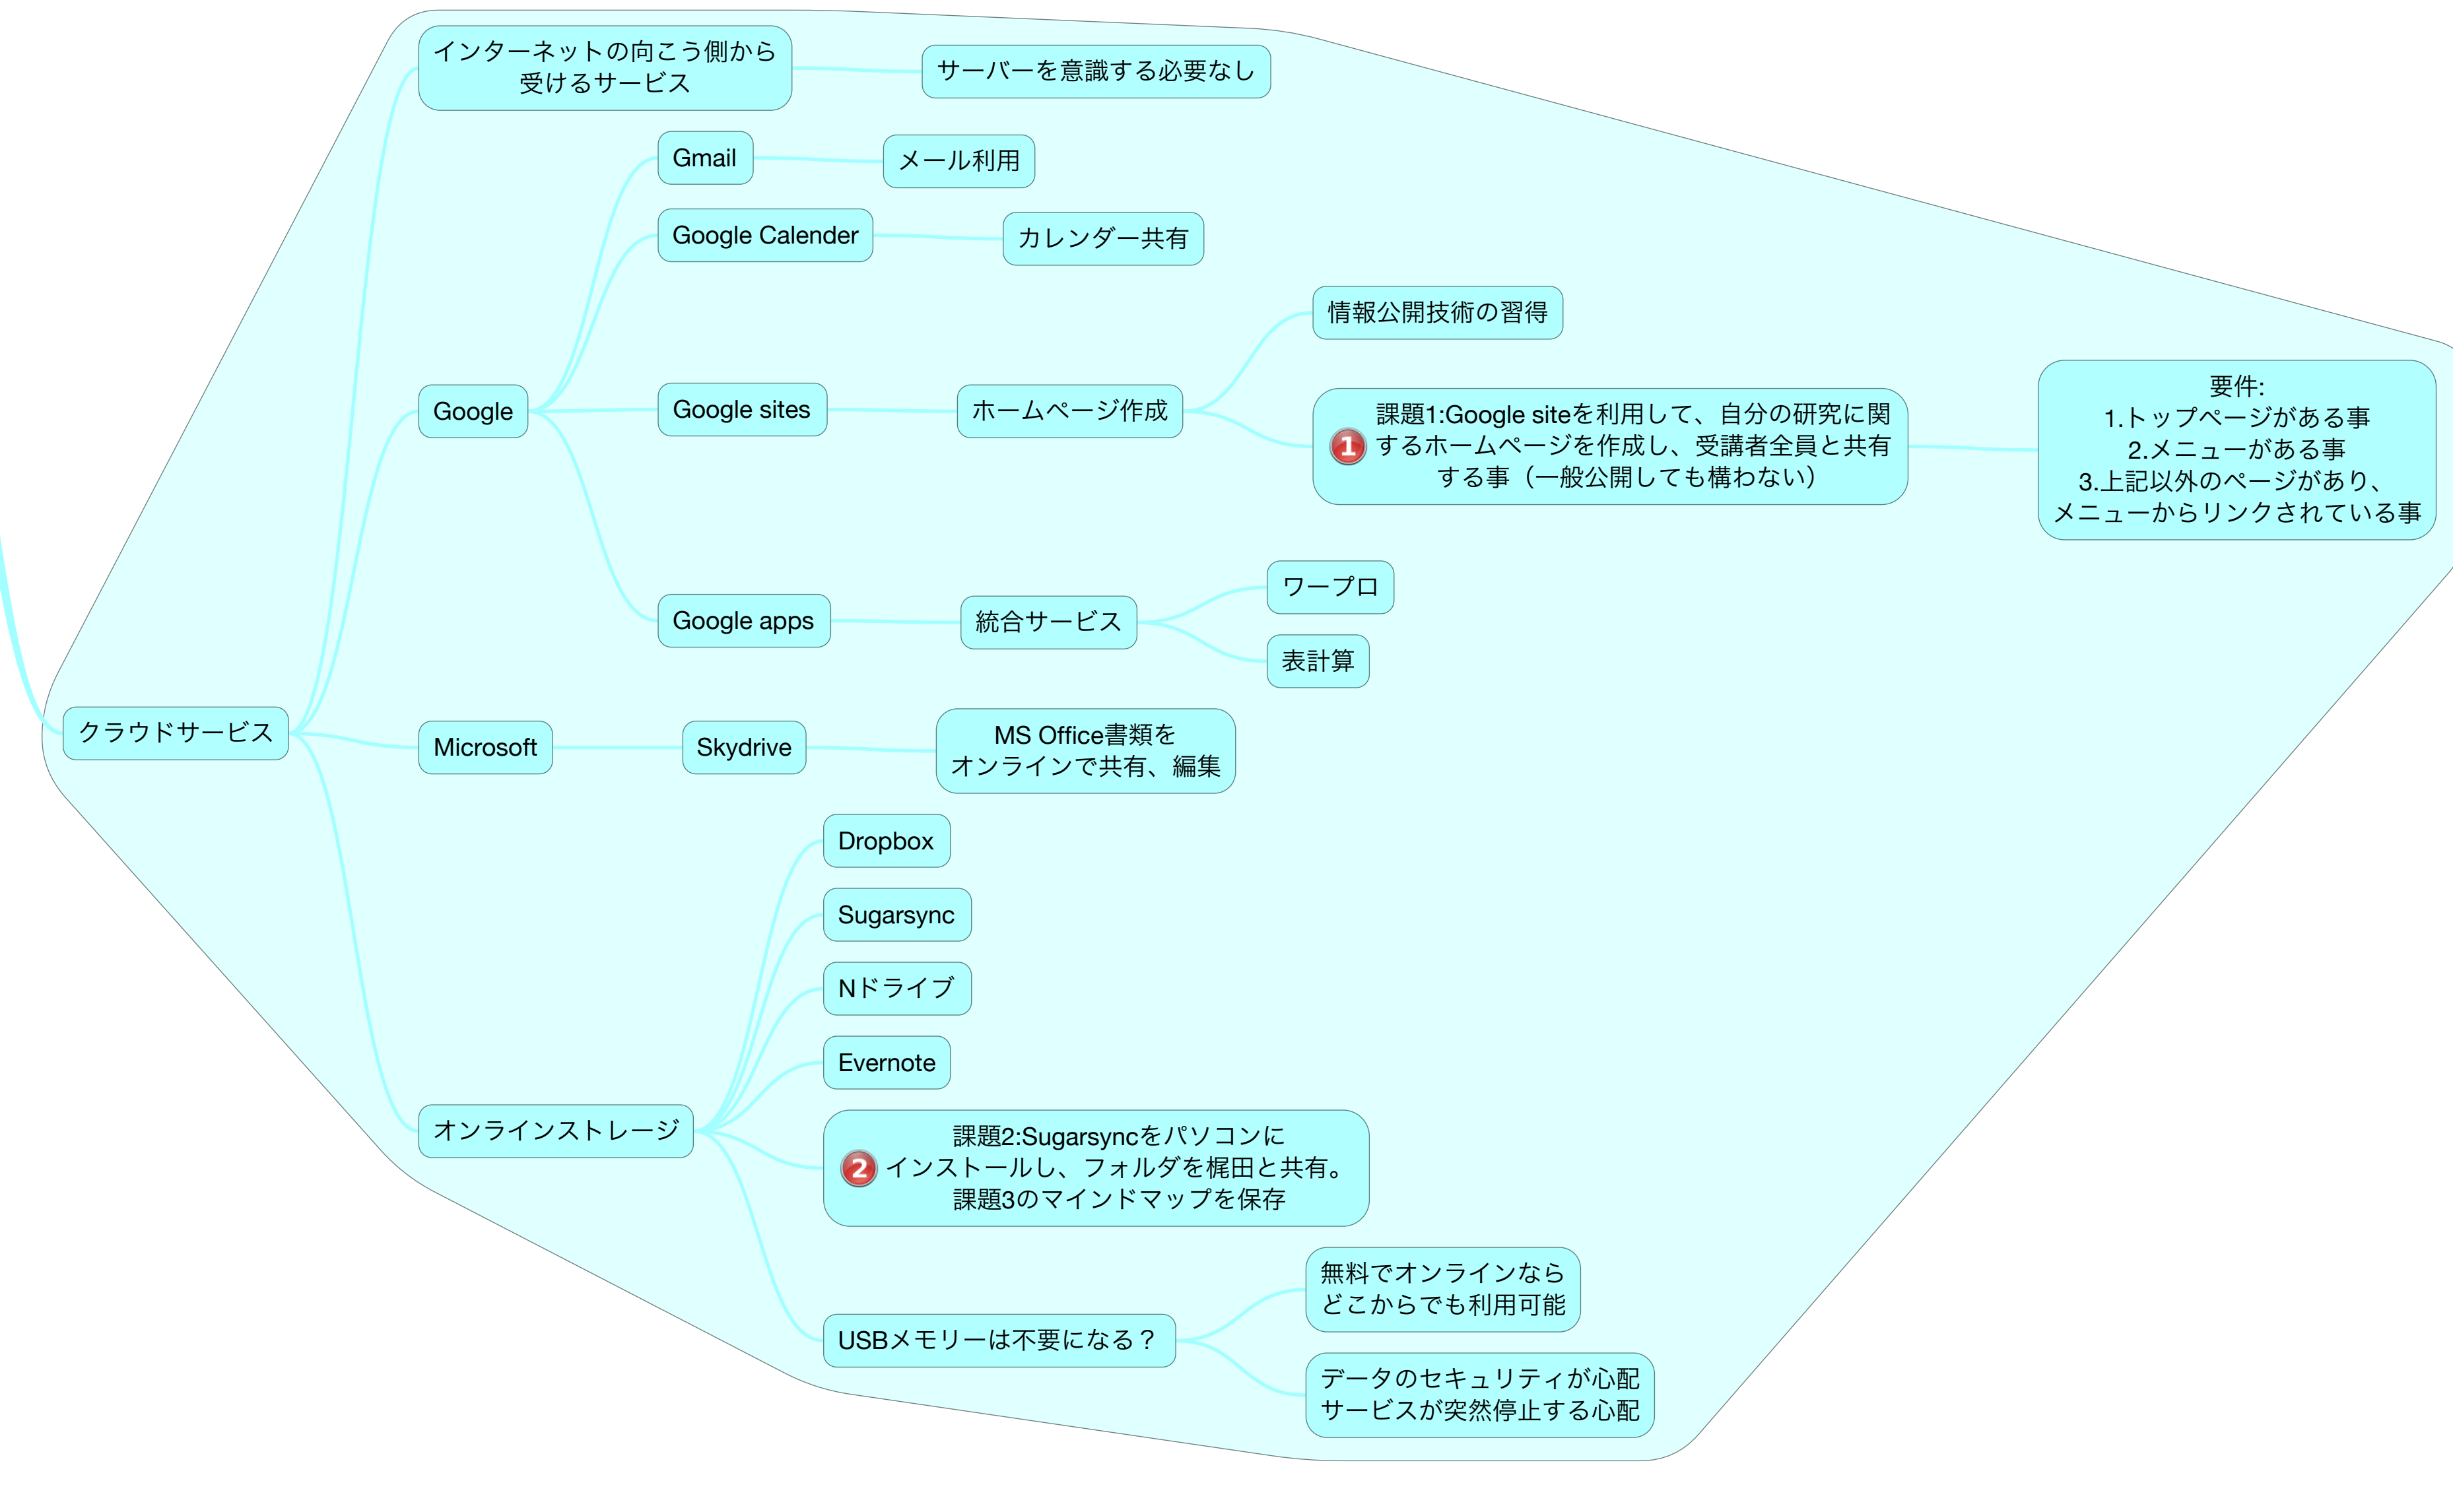 インターネットの向こう側から
受けるサービス
サーバーを意識する必要なし
Gmail
メール利用
Google Calender
カレンダー共有
情報公開技術の習得
Google
Google sites
ホームページ作成
1
課題1:Google siteを利用して、自分の研究に関
するホームページを作成し、受講者全員と共有
する事（一般公開しても構わない）
要件:
1.トップページがある事
2.メニューがある事
3.上記以外のページがあり、
メニューからリンクされている事
Google apps
統合サービス
ワープロ
表計算
クラウドサービス
Microsoft
Skydrive
MS Office書類を
オンラインで共有、編集
Dropbox
Sugarsync
Nドライブ
Evernote
オンラインストレージ
2
課題2:Sugarsyncをパソコンに
インストールし、フォルダを梶田と共有。
課題3のマインドマップを保存
USBメモリーは不要になる？
無料でオンラインなら
どこからでも利用可能
データのセキュリティが心配
サービスが突然停止する心配